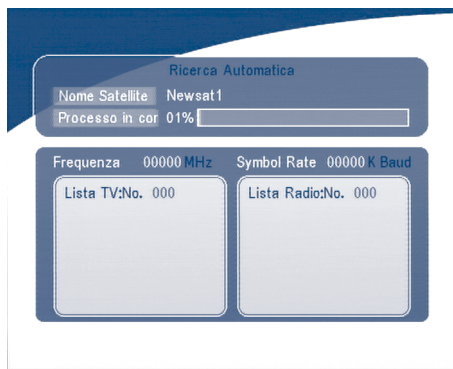 Ricerca Automatica
Nome Satellite Newsat1
Processo in cor 01%
Frequenza 00000 MHz Symbol Rate 00000 K Baud
Lista TV:No. 000 Lista Radio:No. 000